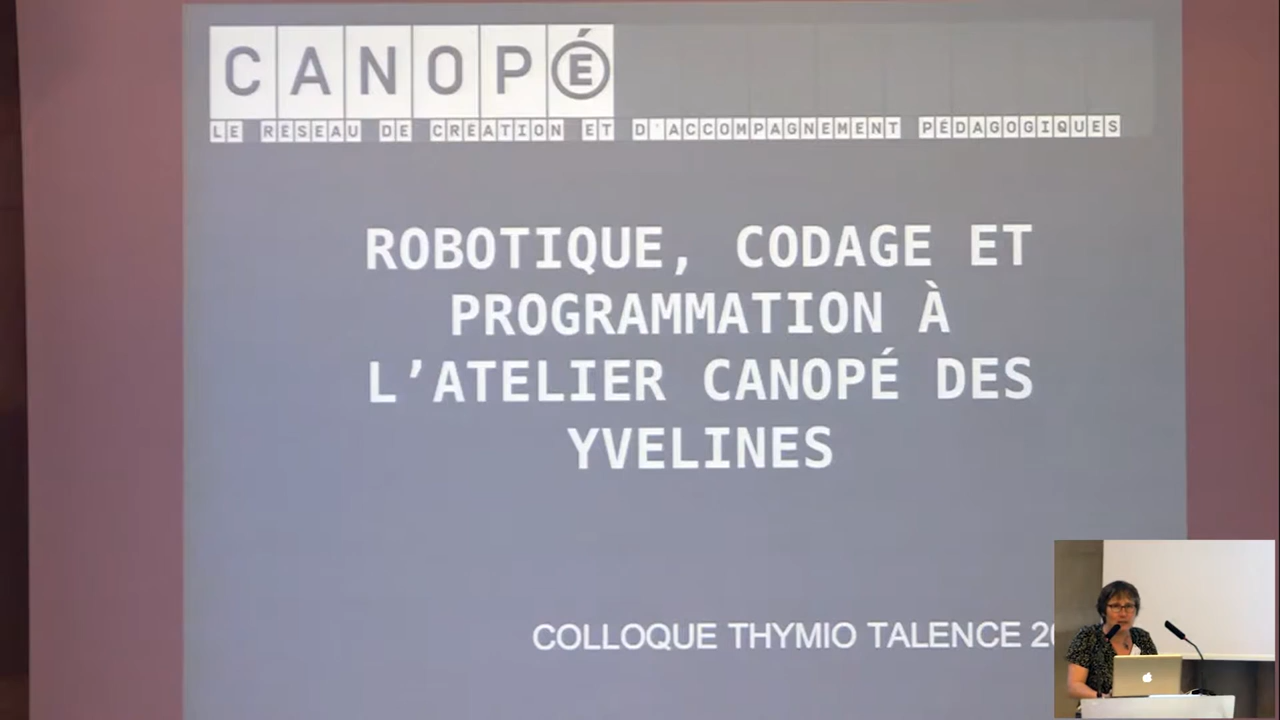 CANOPÉ
LE RÉSEAU DE CRÉATION ET D'ACCOMPAGNEMENT PÉDAGOGIQUES
ROBOTIQUE, CODAGE ET
PROGRAMMATION À
L’ATELIER CANOPÉ DES
YVELINES
COLLOQUE THYMIO TALENCE